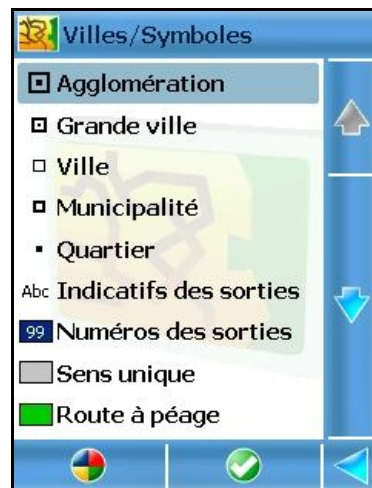 Villes/Symboles
Agglomération
Grande ville
Ville
Municipalité
Quartier
Abc Indicatifs des sorties
99 Numéros des sorties
Sens unique
Route à péage